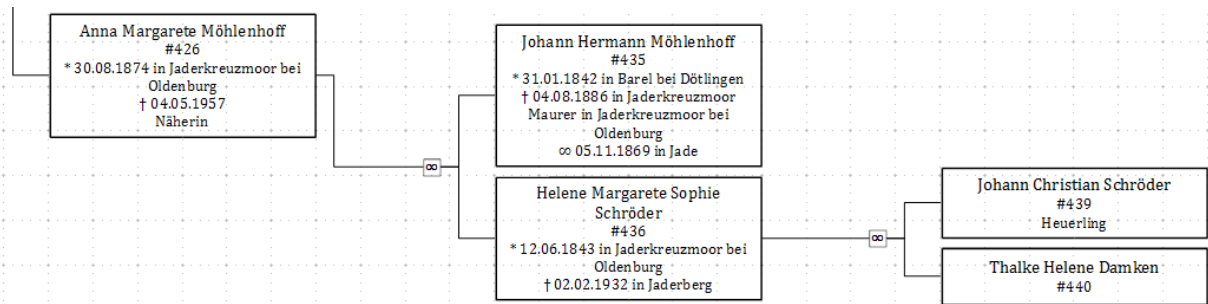 Anna Margarete Möhlenhoff
#426
* 30.08.1874 in Jaderkreuzmoor bei
Oldenburg
† 04.05.1957
Näherin
∞
Johann Hermann Möhlenhoff
#435
* 31.01.1842 in Barel bei Dötlingen
† 04.08.1886 in Jaderkreuzmoor
Maurer in Jaderkreuzmoor bei
Oldenburg
∞ 05.11.1869 in Jade
Helene Margarete Sophie
Schröder
#436
* 12.06.1843 in Jaderkreuzmoor bei
Oldenburg
† 02.02.1932 in Jaderberg
∞
Johann Christian Schröder
#439
Heuerling
Thalke Helene Damken
#440